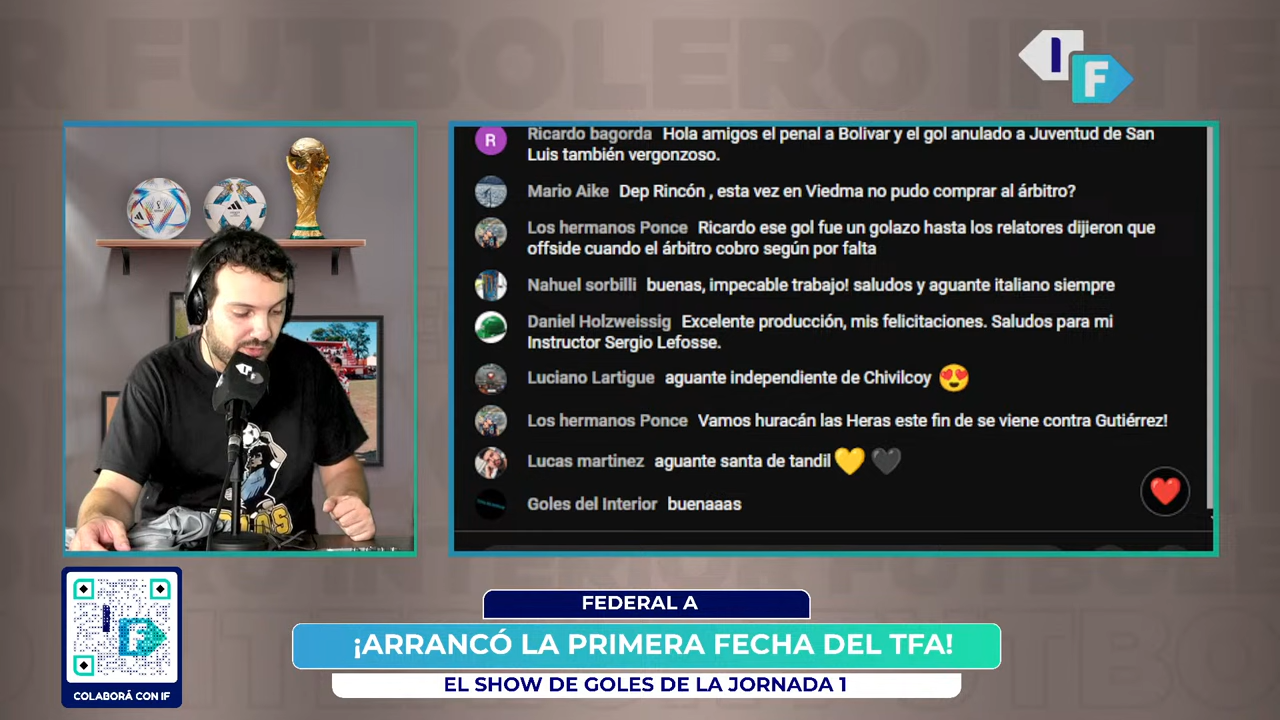 I
F
R
Ricardo bagorda Hola amigos el penal a Bolivar y el gol anulado a Juventud de San
Luis también vergonzoso.
Mario Aike Dep Rincón , esta vez en Viedma no pudo comprar al árbitro?
Los hermanos Ponce Ricardo ese gol fue un golazo hasta los relatores dijieron que
offside cuando el árbitro cobro según por falta
Nahuel sorbilli buenas, impecable trabajo! saludos y aguante italiano siempre
Daniel Holzweissig Excelente producción, mis felicitaciones. Saludos para mi
Instructor Sergio Lefosse.
Luciano Lartigue aguante independiente de Chivilcoy 😍
Los hermanos Ponce Vamos huracán las Heras este fin de se viene contra Gutiérrez!
Lucas martinez aguante santa de tandil 💛 🖤
Goles del Interior buenaaas
COLABORÁ CON IF
FEDERAL A
¡ARRANCÓ LA PRIMERA FECHA DEL TFA!
EL SHOW DE GOLES DE LA JORNADA 1